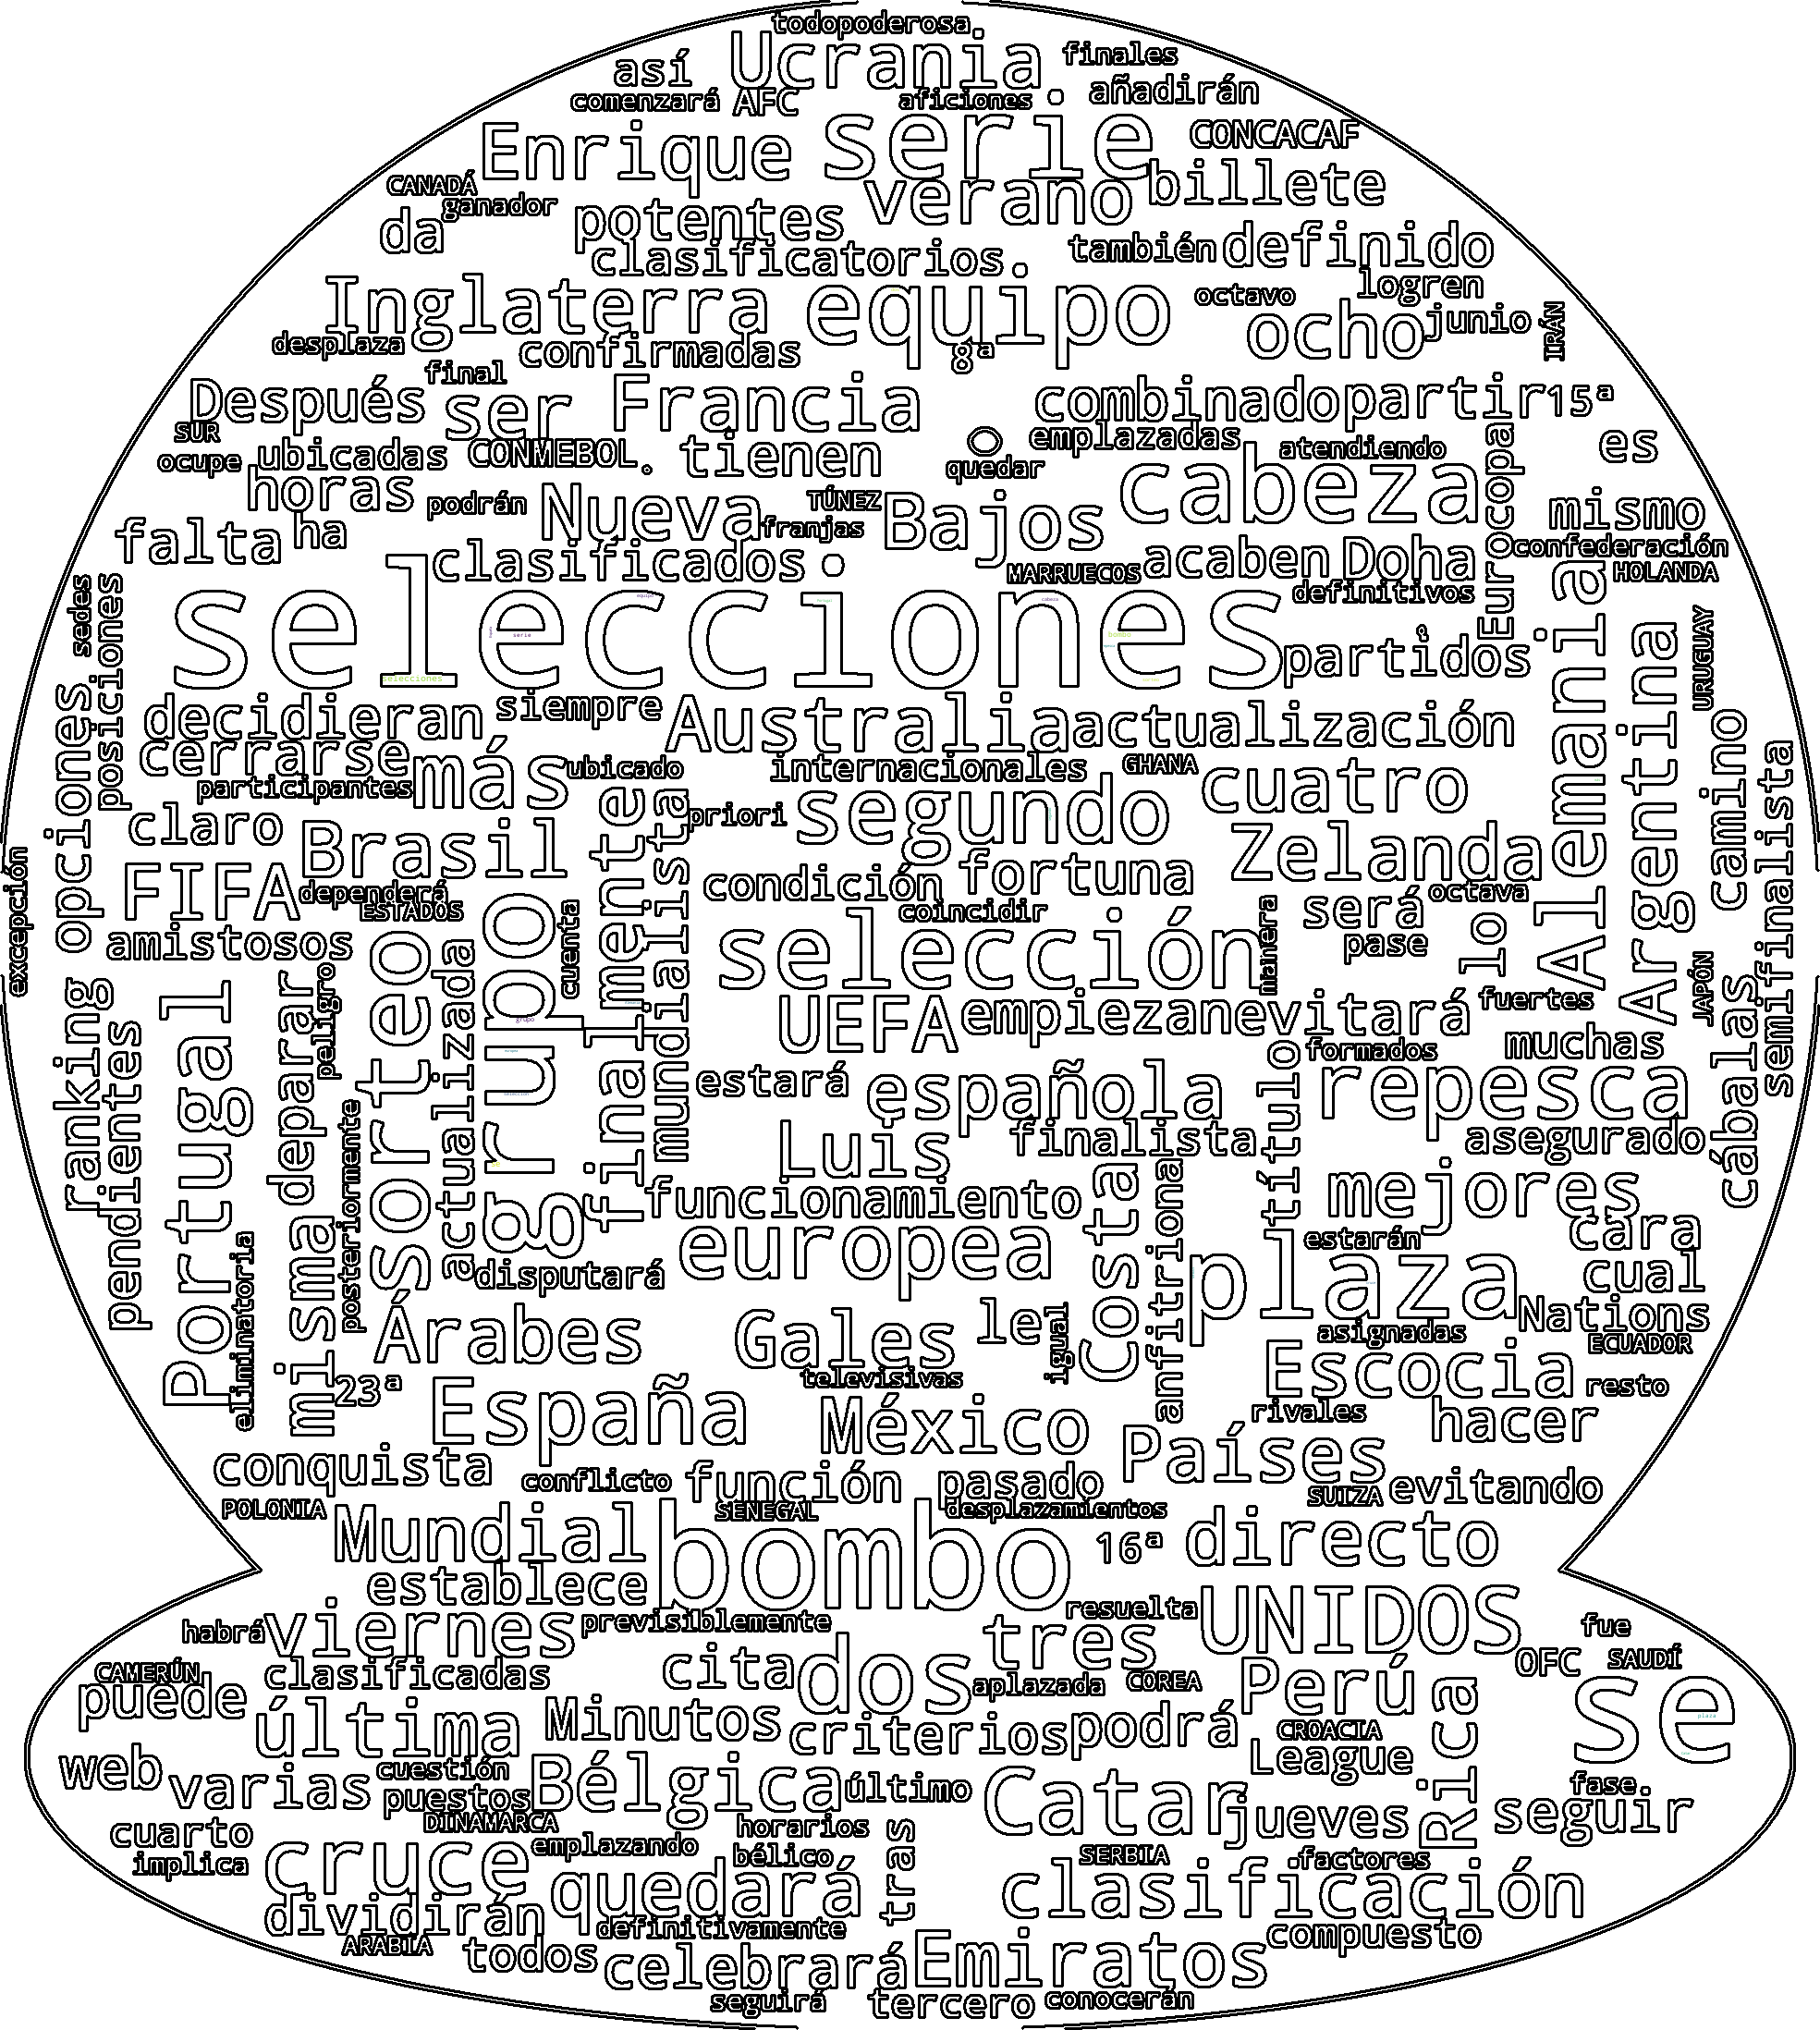 todopoderosa
Ucrania
finales
así
comenzará
AFC
aficiones
añadirán
Enrique
serie
CONCACAF
CANADÁ
ganador
verano
billete
da
potentes
clasificatorios
también
definido
Inglaterra
equipo
octavo
logren
desplaza
confirmadas
8ª
ocho
junio
IRÁN
final
Después
ser
Francia
combinado
partir
15ª
SUR
ocupe
ubicadas
CONMEBOL
tienen
O
emplazadas
atendiendo
es
quedar
cabeza
Eurocopa
horas
podrán
Nueva
TÚNEZ
franjas
Bajos
mismo
falta
ha
clasificados
MARRUECOS
acaben
Doha
confederación
HOLANDA
definitivos
sedes
posiciones
selecciones
partidos
Alemania
Argentina
URUGUAY
decidieran
siempre
Australia
actualización
cerrarse
más
ubicado
internacionales
GHANA
camino
semifinalista
opciones
participantes
finalmente
mundialista
priori
segundo
cuatro
claro
Brasil
Zelanda
excepción
FIFA
dependerá
ESTADOS
condición
fortuna
octava
coincidir
será
amistosos
sorteo
actualizada
grupo
cuenta
selección
manera
pase
lo
JAPÓN
cábalas
ranking
pendientes
Portugal
deparar
peligro
UEFA
empiezan
evitará
fuertes
formados
muchas
estará
española
título
repesca
Luis
finalista
asegurado
posteriormente
funcionamiento
Costa
anfitriona
mejores
misma
eliminatoria
disputará
europea
plaza
estarán
cara
cual
Árabes
Gales
le
igual
Nations
asignadas
ECUADOR
23ª
España
televisivas
México
Escocia
resto
rivales
hacer
conquista
conflicto
función
pasado
Países
evitando
POLONIA
SENEGAL
desplazamientos
SUIZA
Mundial
bombo
16ª
directo
establece
habrá
viernes
previsiblemente
resuelta
UNIDOS
tres
fue
CAMERÚN
clasificadas
cita
dos
OFC
SAUDÍ
puede
aplazada
COREA
Perú
Rica
se
última
Minutos
criterios
podrá
CROACIA
web
varias
cuestión
Bélgica
último
League
puestos
Catar
fase
DINAMARCA
jueves
seguir
cuarto
horarios
tras
implica
cruce
emplazando
bélico
SERBIA
factores
quedará
clasificación
dividirán
definitivamente
compuesto
ARABIA
todos
celebrará
Emiratos
seguirá
tercero
conocerán